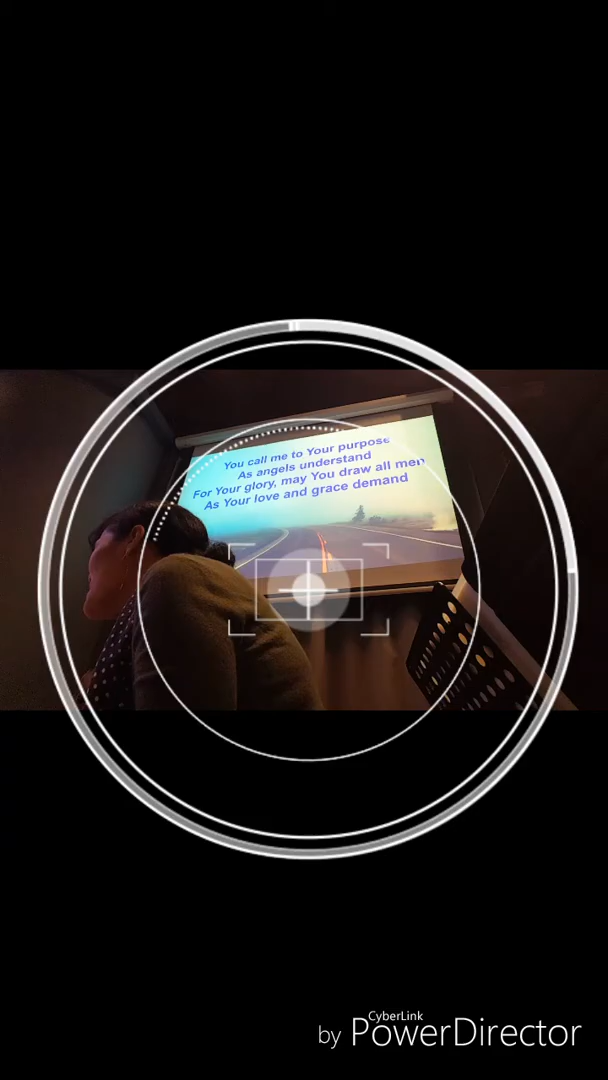 You call me to Your purpose
As angels understand
For Your glory, may You draw all men
As Your love and grace demand
CyberLink
by PowerDirector